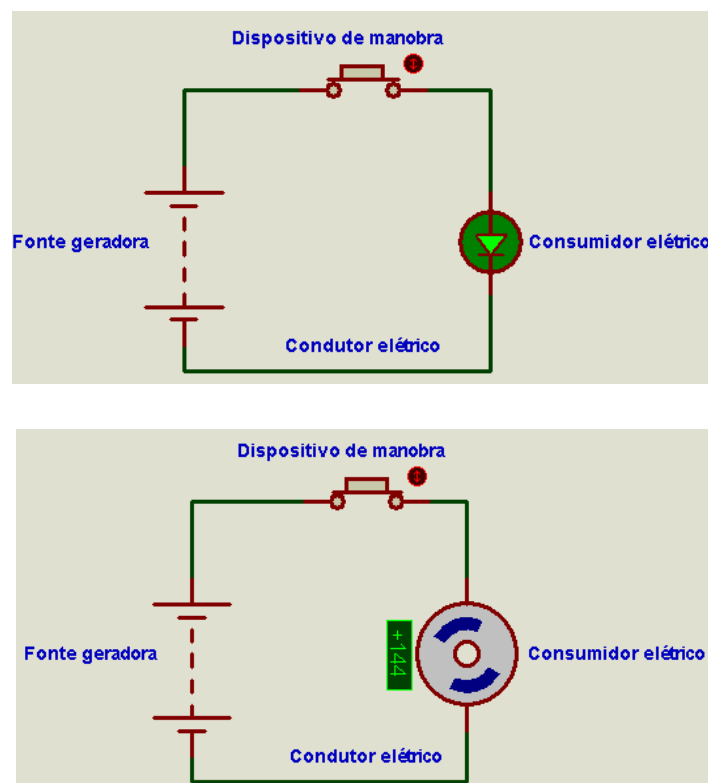 Dispositivo de manobra
Fonte geradora
Consumidor elétrico
Condutor elétrico
Dispositivo de manobra
+144
Fonte geradora
Consumidor elétrico
Condutor elétrico